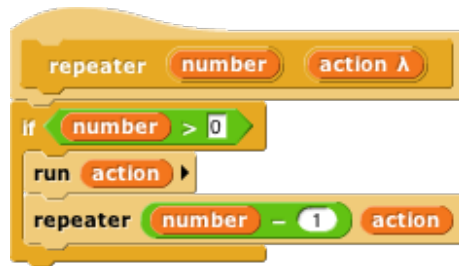 repeater number action λ
if number > 0
run action
repeater number - 1 action